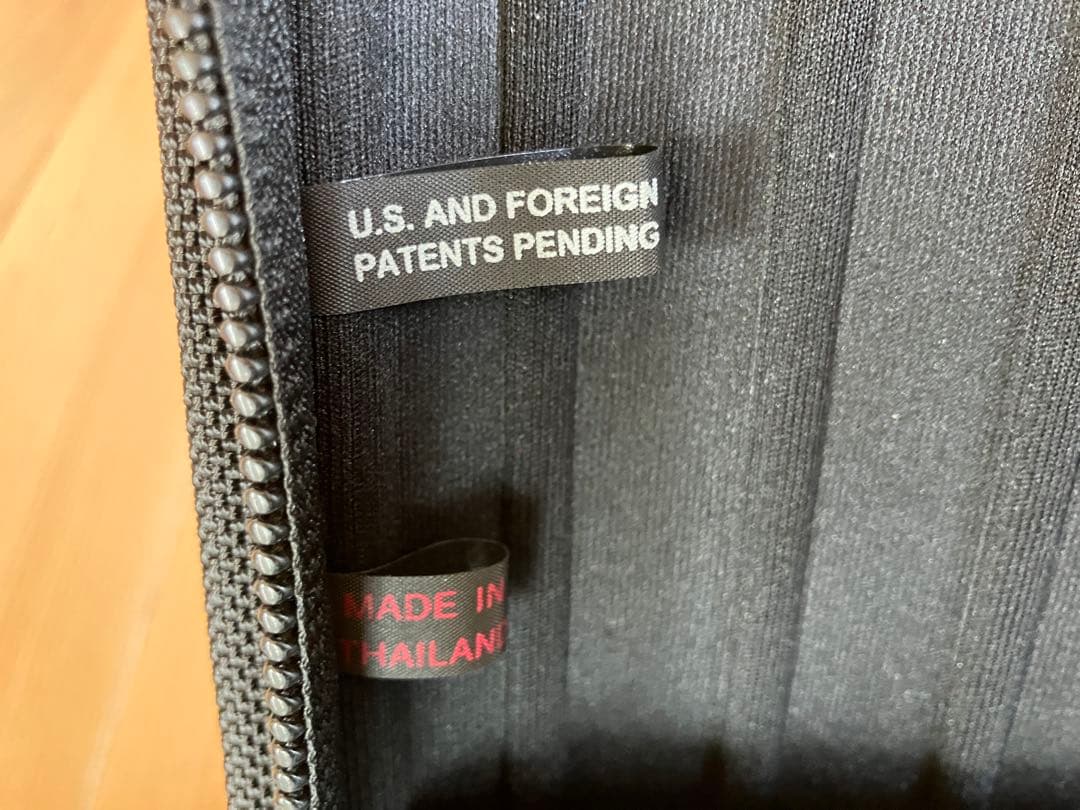 U.S. AND FOREIGN
PATENTS PENDING
MADE IN
THAILAND